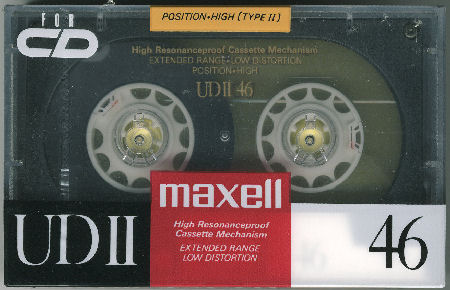 FOR
CD
POSITION•HIGH (TYPE II)
High Resonanceproof Cassette Mechanism
EXTENDED RANGE•LOW DISTORTION
POSITION•HIGH
UDII 46
maxell
High Resonanceproof
Cassette Mechanism
EXTENDED RANGE
LOW DISTORTION
UDII
46